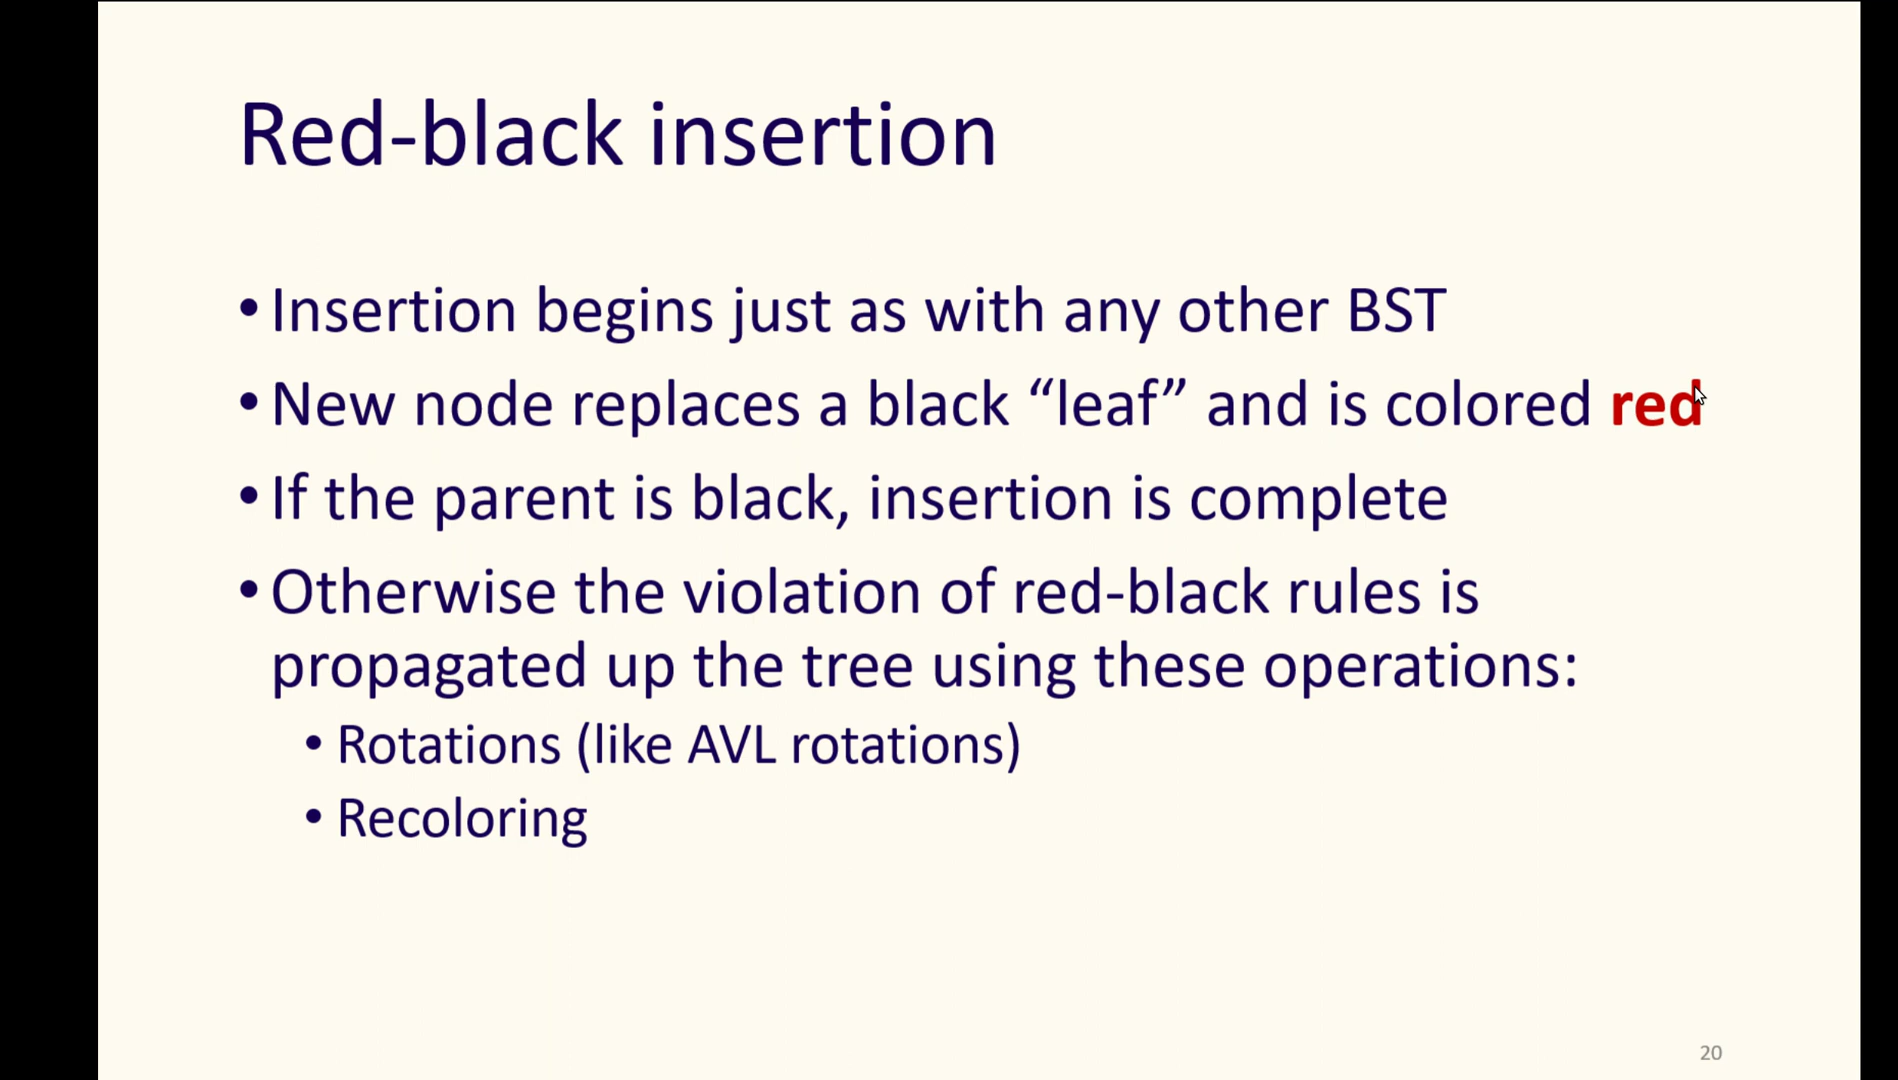 Red-black insertion
• Insertion begins just as with any other BST
• New node replaces a black “leaf” and is colored red
• If the parent is black, insertion is complete
• Otherwise the violation of red-black rules is
propagated up the tree using these operations:
• Rotations (like AVL rotations)
• Recoloring
20